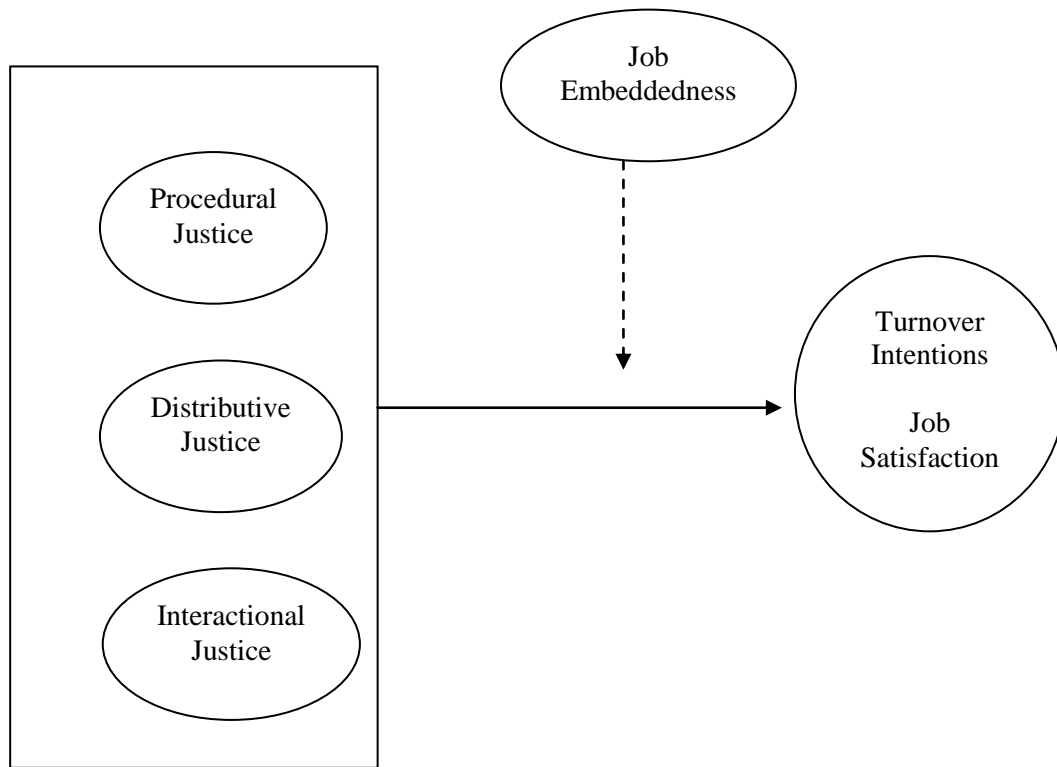 Job
Embeddedness
Procedural
Justice
Distributive
Justice
Interactional
Justice
Turnover
Intentions
Job
Satisfaction